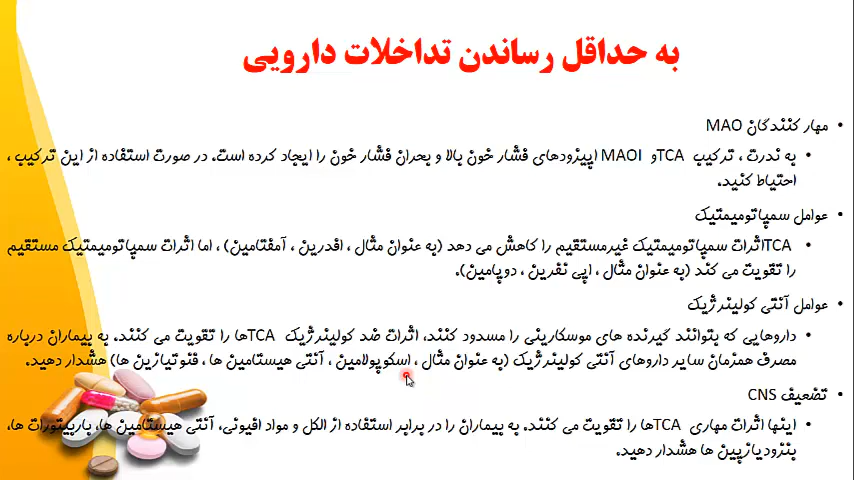 به حداقل رساندن تداخلات دارویی
• مهار کنندگان MAO
• به ندرت ، ترکیب TCA و MAOI اپیزودهای فشار خون بالا و بحران فشار خون را ایجاد کرده است. در صورت استفاده از این ترکیب ،
احتیاط کنید.
• عوامل سمپاتومیمتیک
• TCAاثرات سمپاتومیمتیک غیرمستقیم را کاهش می دهد (به عنوان مثال ، افدرین ، آمفتامین) ، اما اثرات سمپاتومیمتیک مستقیم
را تقویت می کند (به عنوان مثال ، اپی نفرین ، دوپامین).
• عوامل آنتی کولینرژیک
• داروهایی که بتوانند گیرنده های موسکارینی را مسدود کنند، اثرات ضد کولینرژیک TCAها را تقویت می کنند. به بیماران درباره
مصرف همزمان سایر داروهای آنتی کولینرژیک (به عنوان مثال ، اسکوپولامین ، آنتی هیستامین ها ، فنوتیازین ها) هشدار دهید.
• تضعیف CNS
• اینها اثرات مهاری TCAها را تقویت می کنند. به بیماران را در برابر استفاده از الکل و مواد افیونی، آنتی هیستامین ها، باربیتورات ها،
بنزودیازپین ها هشدار دهید.